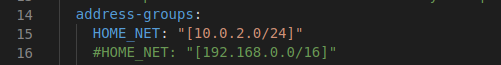 14 address-groups:
15 HOME_NET: "[10.0.2.0/24]"
16 #HOME_NET: "[192.168.0.0/16]"